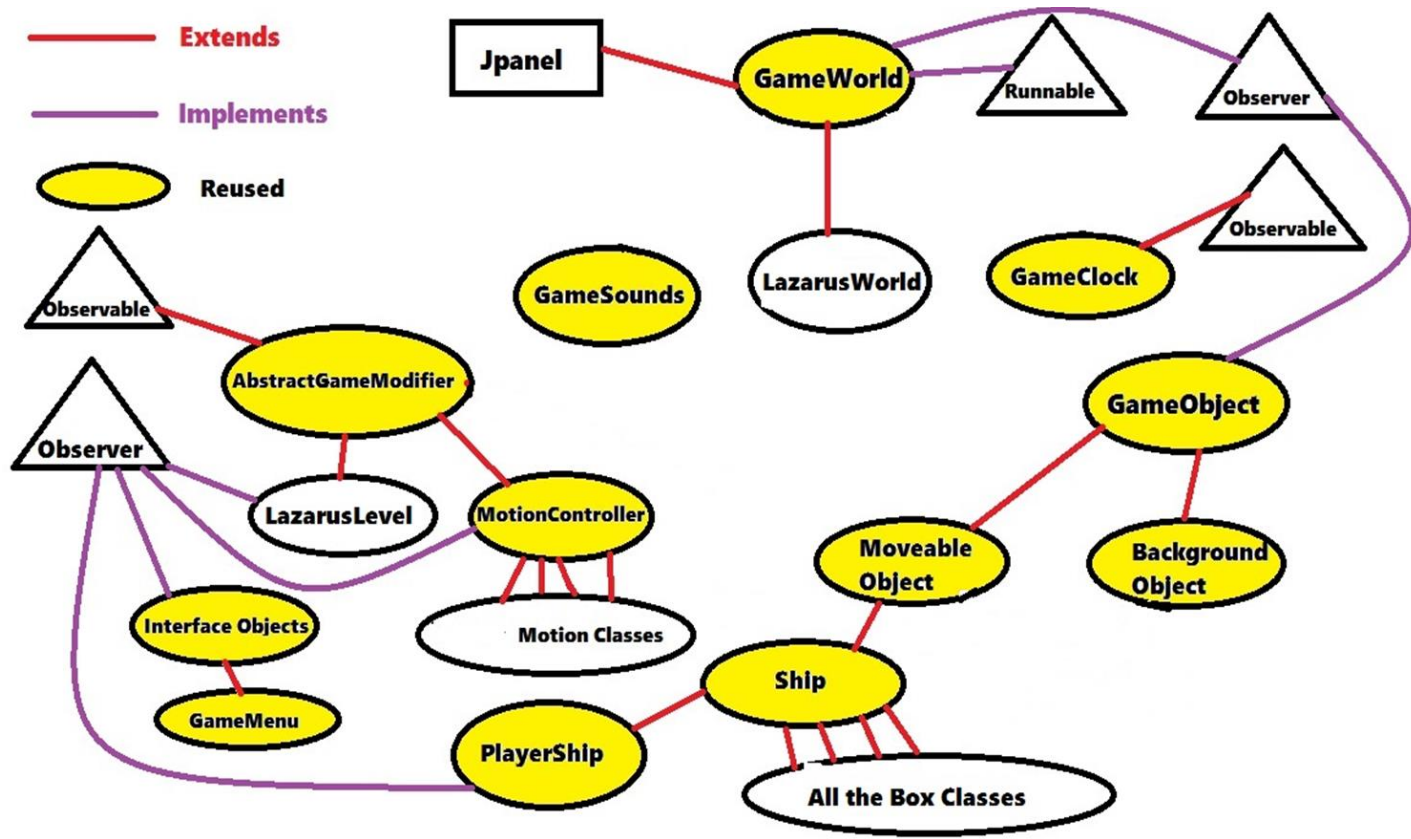 Extends
Implements
Reused
Jpanel
GameWorld
Runnable
Observer
Observable
GameClock
LazarusWorld
GameSounds
Observable
AbstractGameModifier
Observer
GameObject
LazarusLevel
MotionController
Moveable
Object
Background
Object
Interface Objects
Motion Classes
GameMenu
Ship
PlayerShip
All the Box Classes